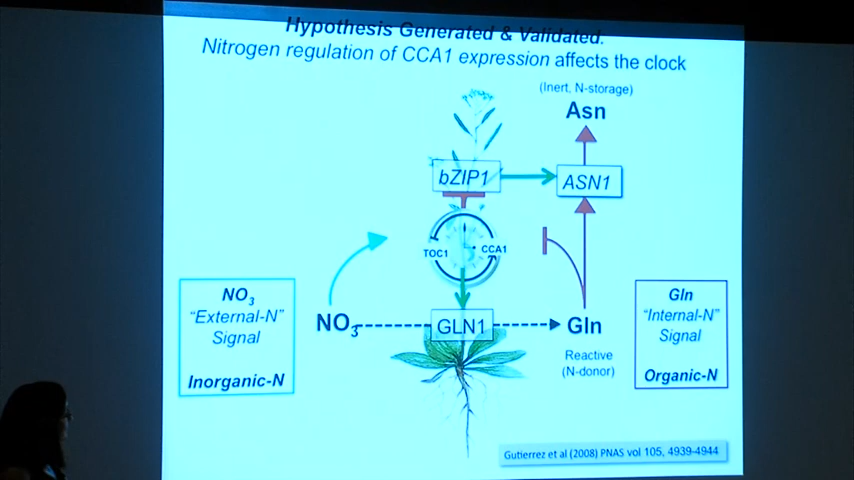 Hypothesis Generated & Validated:
Nitrogen regulation of CCA1 expression affects the clock
(Inert, N-storage)
Asn
bZIP1
ASN1
TOC1
CCA1
NO3
"External-N"
Signal
Inorganic-N
NO3
GLN1
Gln
Reactive
(N-donor)
Gln
"Internal-N"
Signal
Organic-N
Gutierrez et al (2008) PNAS vol 105, 4939-4944